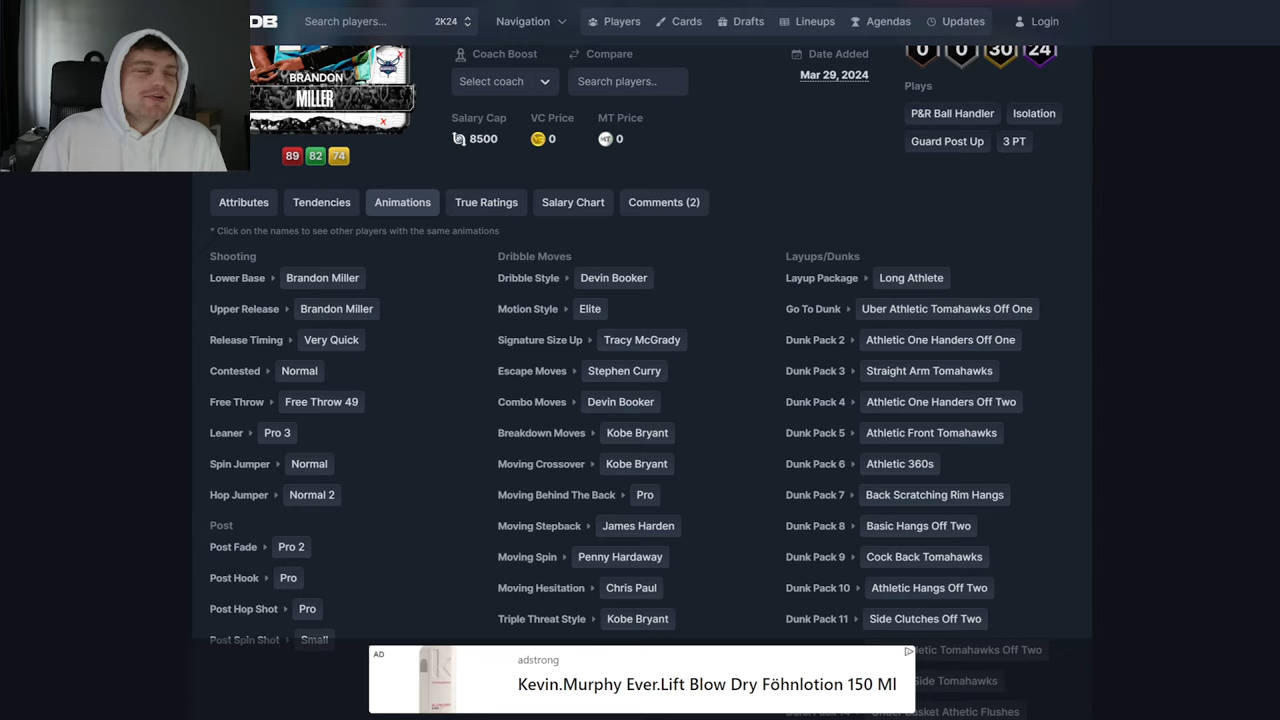 DB
Search players...
2K24
Navigation
Players
Cards
Drafts
Lineups
Agendas
Updates
Login
BRANDON
MILLER
x
x
89 82 74
Coach Boost
Compare
Select coach
Search players..
Salary Cap
VC Price
MT Price
8500
0
MT 0
Date Added
Mar 29, 2024
0 0 30 24
Plays
P&R Ball Handler
Isolation
Guard Post Up
3 PT
Attributes
Tendencies
Animations
True Ratings
Salary Chart
Comments (2)
* Click on the names to see other players with the same animations
Shooting
Lower Base Brandon Miller
Upper Release Brandon Miller
Release Timing Very Quick
Contested Normal
Free Throw Free Throw 49
Leaner Pro 3
Spin Jumper Normal
Hop Jumper Normal 2
Post
Post Fade Pro 2
Post Hook Pro
Post Hop Shot Pro
Post Spin Shot Small
Dribble Moves
Dribble Style Devin Booker
Motion Style Elite
Signature Size Up Tracy McGrady
Escape Moves Stephen Curry
Combo Moves Devin Booker
Breakdown Moves Kobe Bryant
Moving Crossover Kobe Bryant
Moving Behind The Back Pro
Moving Stepback James Harden
Moving Spin Penny Hardaway
Moving Hesitation Chris Paul
Triple Threat Style Kobe Bryant
Layups/Dunks
Layup Package Long Athlete
Go To Dunk Uber Athletic Tomahawks Off One
Dunk Pack 2 Athletic One Handers Off One
Dunk Pack 3 Straight Arm Tomahawks
Dunk Pack 4 Athletic One Handers Off Two
Dunk Pack 5 Athletic Front Tomahawks
Dunk Pack 6 Athletic 360s
Dunk Pack 7 Back Scratching Rim Hangs
Dunk Pack 8 Basic Hangs Off Two
Dunk Pack 9 Cock Back Tomahawks
Dunk Pack 10 Athletic Hangs Off Two
Dunk Pack 11 Side Clutches Off Two
letic Tomahawks Off Two
Side Tomahawks
Under Basket Athetic Flushes
AD
adstrong
Kevin.Murphy Ever.Lift Blow Dry Föhnlotion 150 Ml